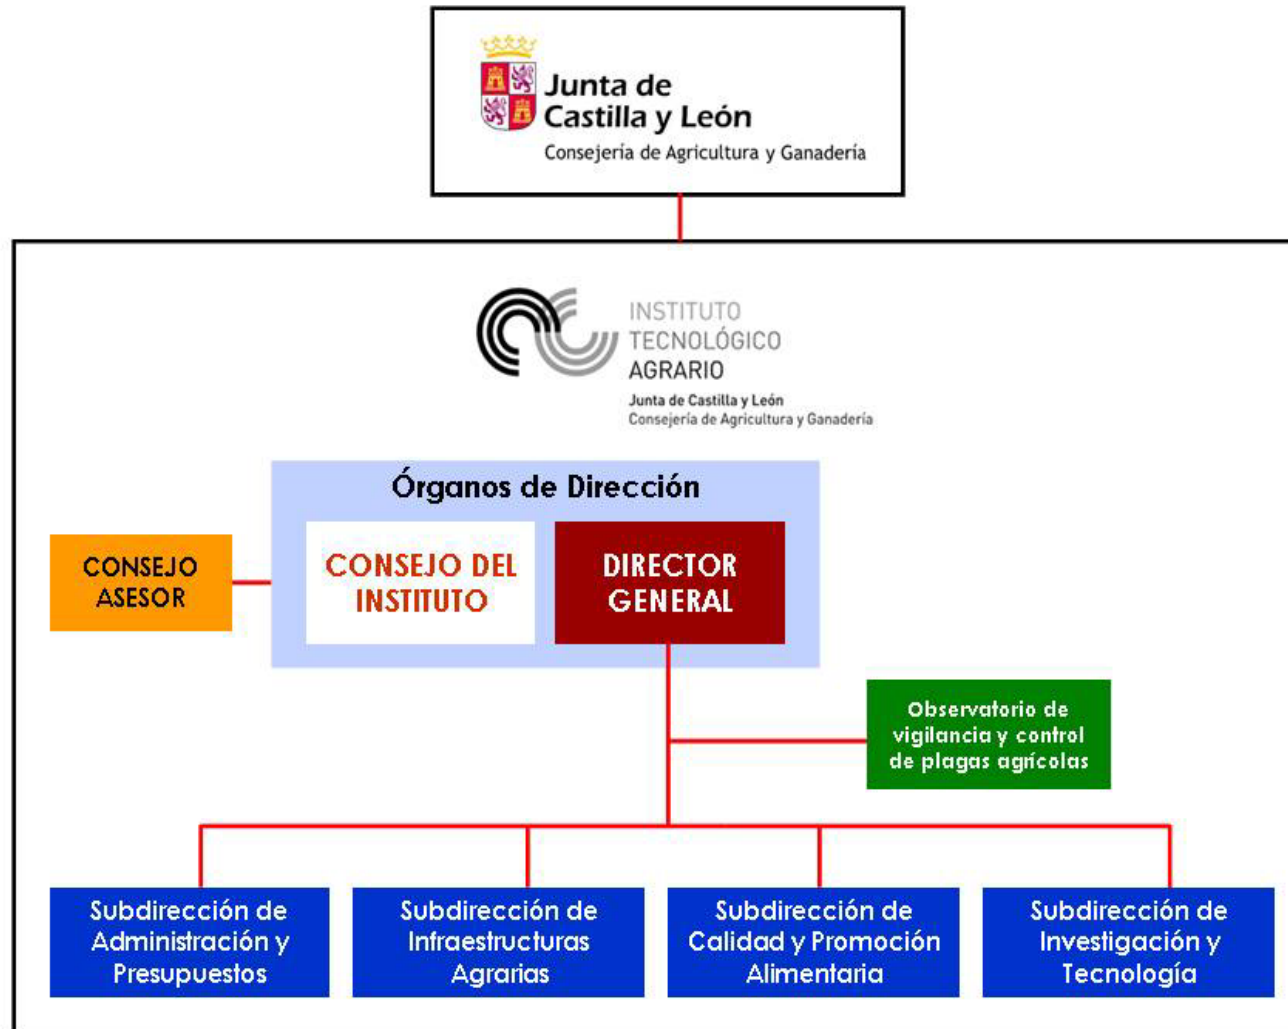 Junta de
Castilla y León
Consejería de Agricultura y Ganadería
INSTITUTO
TECNOLÓGICO
AGRARIO
Junta de Castilla y León
Consejería de Agricultura y Ganadería
Órganos de Dirección
CONSEJO
ASESOR
CONSEJO DEL
INSTITUTO
DIRECTOR
GENERAL
Observatorio de
vigilancia y control
de plagas agrícolas
Subdirección de
Administración y
Presupuestos
Subdirección de
Infraestructuras
Agrarias
Subdirección de
Calidad y Promoción
Alimentaria
Subdirección de
Investigación y
Tecnología